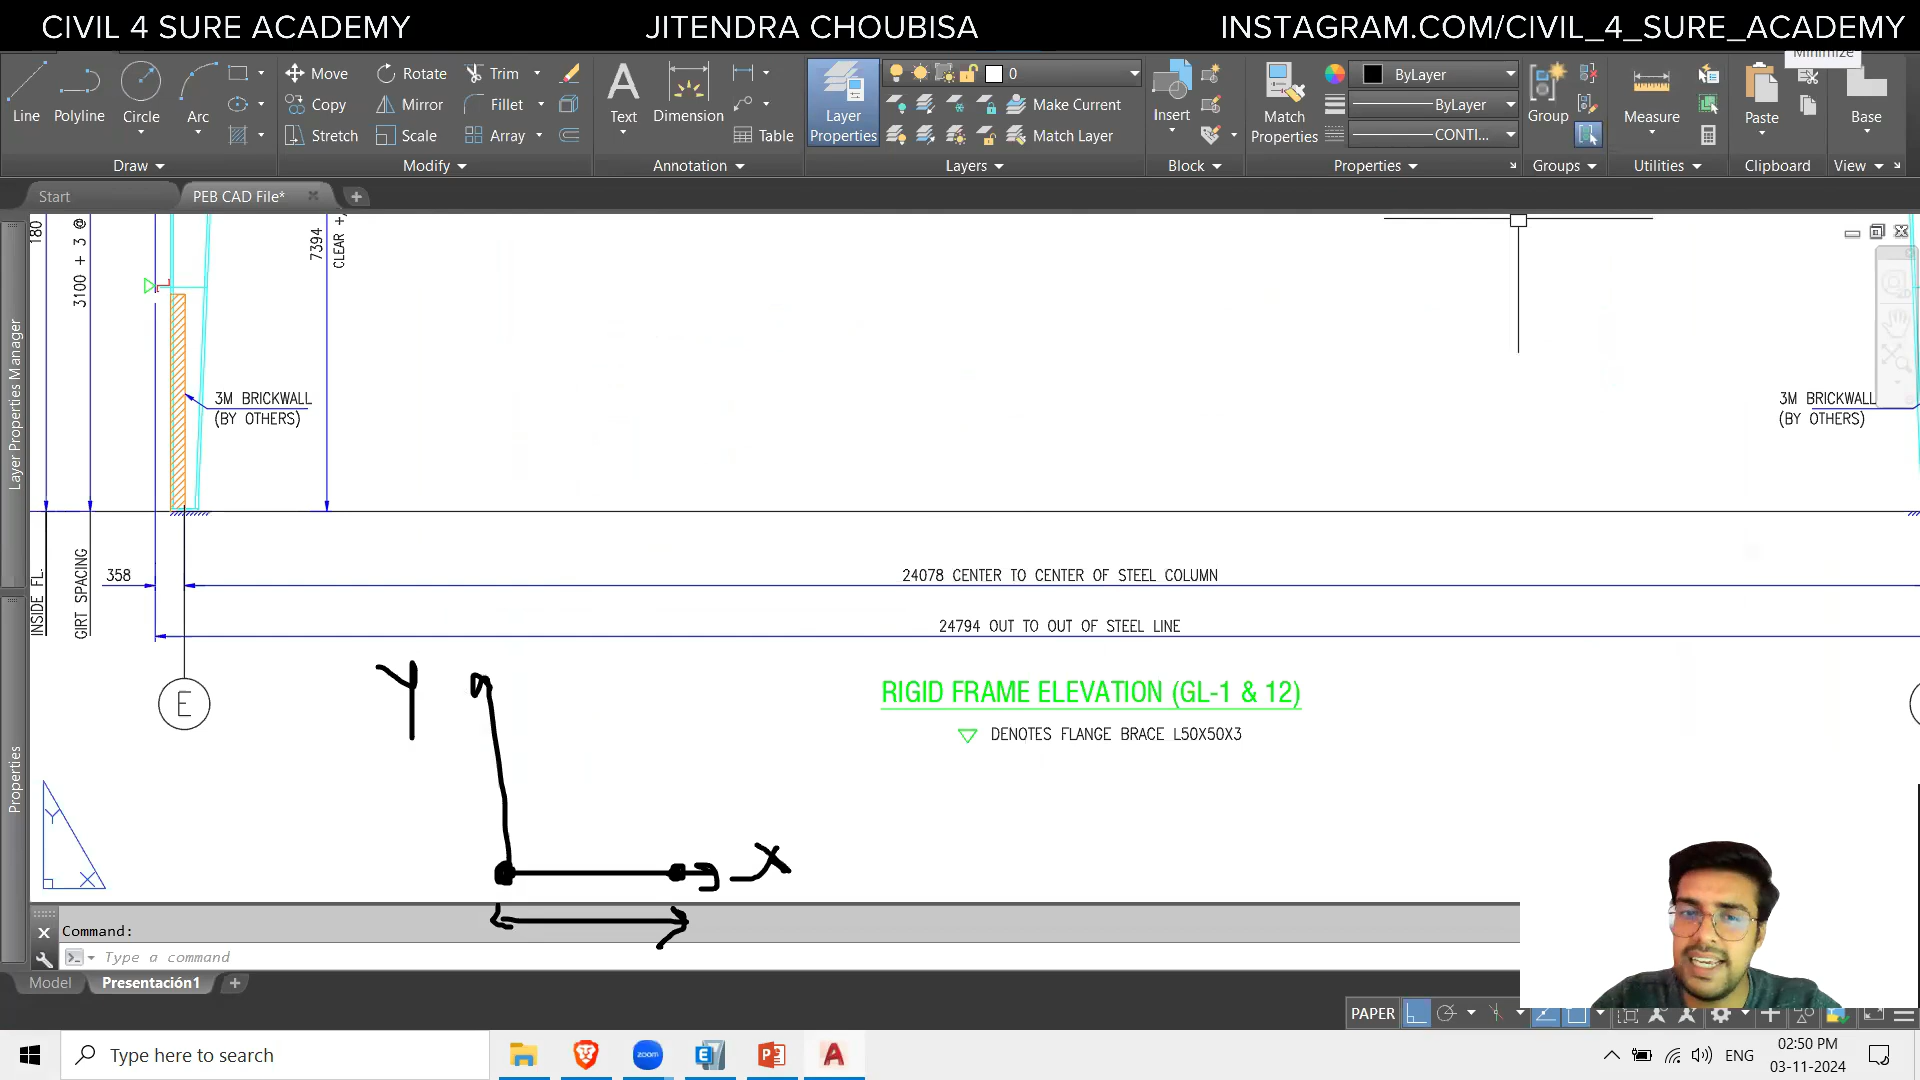 CIVIL 4 SURE ACADEMY JITENDRA CHOUBISA INSTAGRAM.COM/CIVIL_4_SURE_ACADEMY
Minimize
Line Polyline Circle Arc
Move Rotate Trim
Copy Mirror Fillet
Stretch Scale Array
Text Dimension Table
Layer Properties
0
Make Current
Match Layer
Insert
Match Properties
ByLayer
ByLayer
CONTI...
Group Measure Paste Base
Draw Modify Annotation Layers Block Properties Groups Utilities Clipboard View
Start PEB CAD File*
Layer Properties Manager
Properties
180
3100 + 3 @
7394
CLEAR +/
3M BRICKWALL
(BY OTHERS)
3M BRICKWALL
(BY OTHERS)
INSIDE FL.
GIRT SPACING
358
24078 CENTER TO CENTER OF STEEL COLUMN
24794 OUT TO OUT OF STEEL LINE
E
Y
X
RIGID FRAME ELEVATION (GL-1 & 12)
DENOTES FLANGE BRACE L50X50X3
Y
X
Command:
Type a command
Model Presentación1
PAPER
Type here to search
zoom
ENG
02:50 PM
03-11-2024